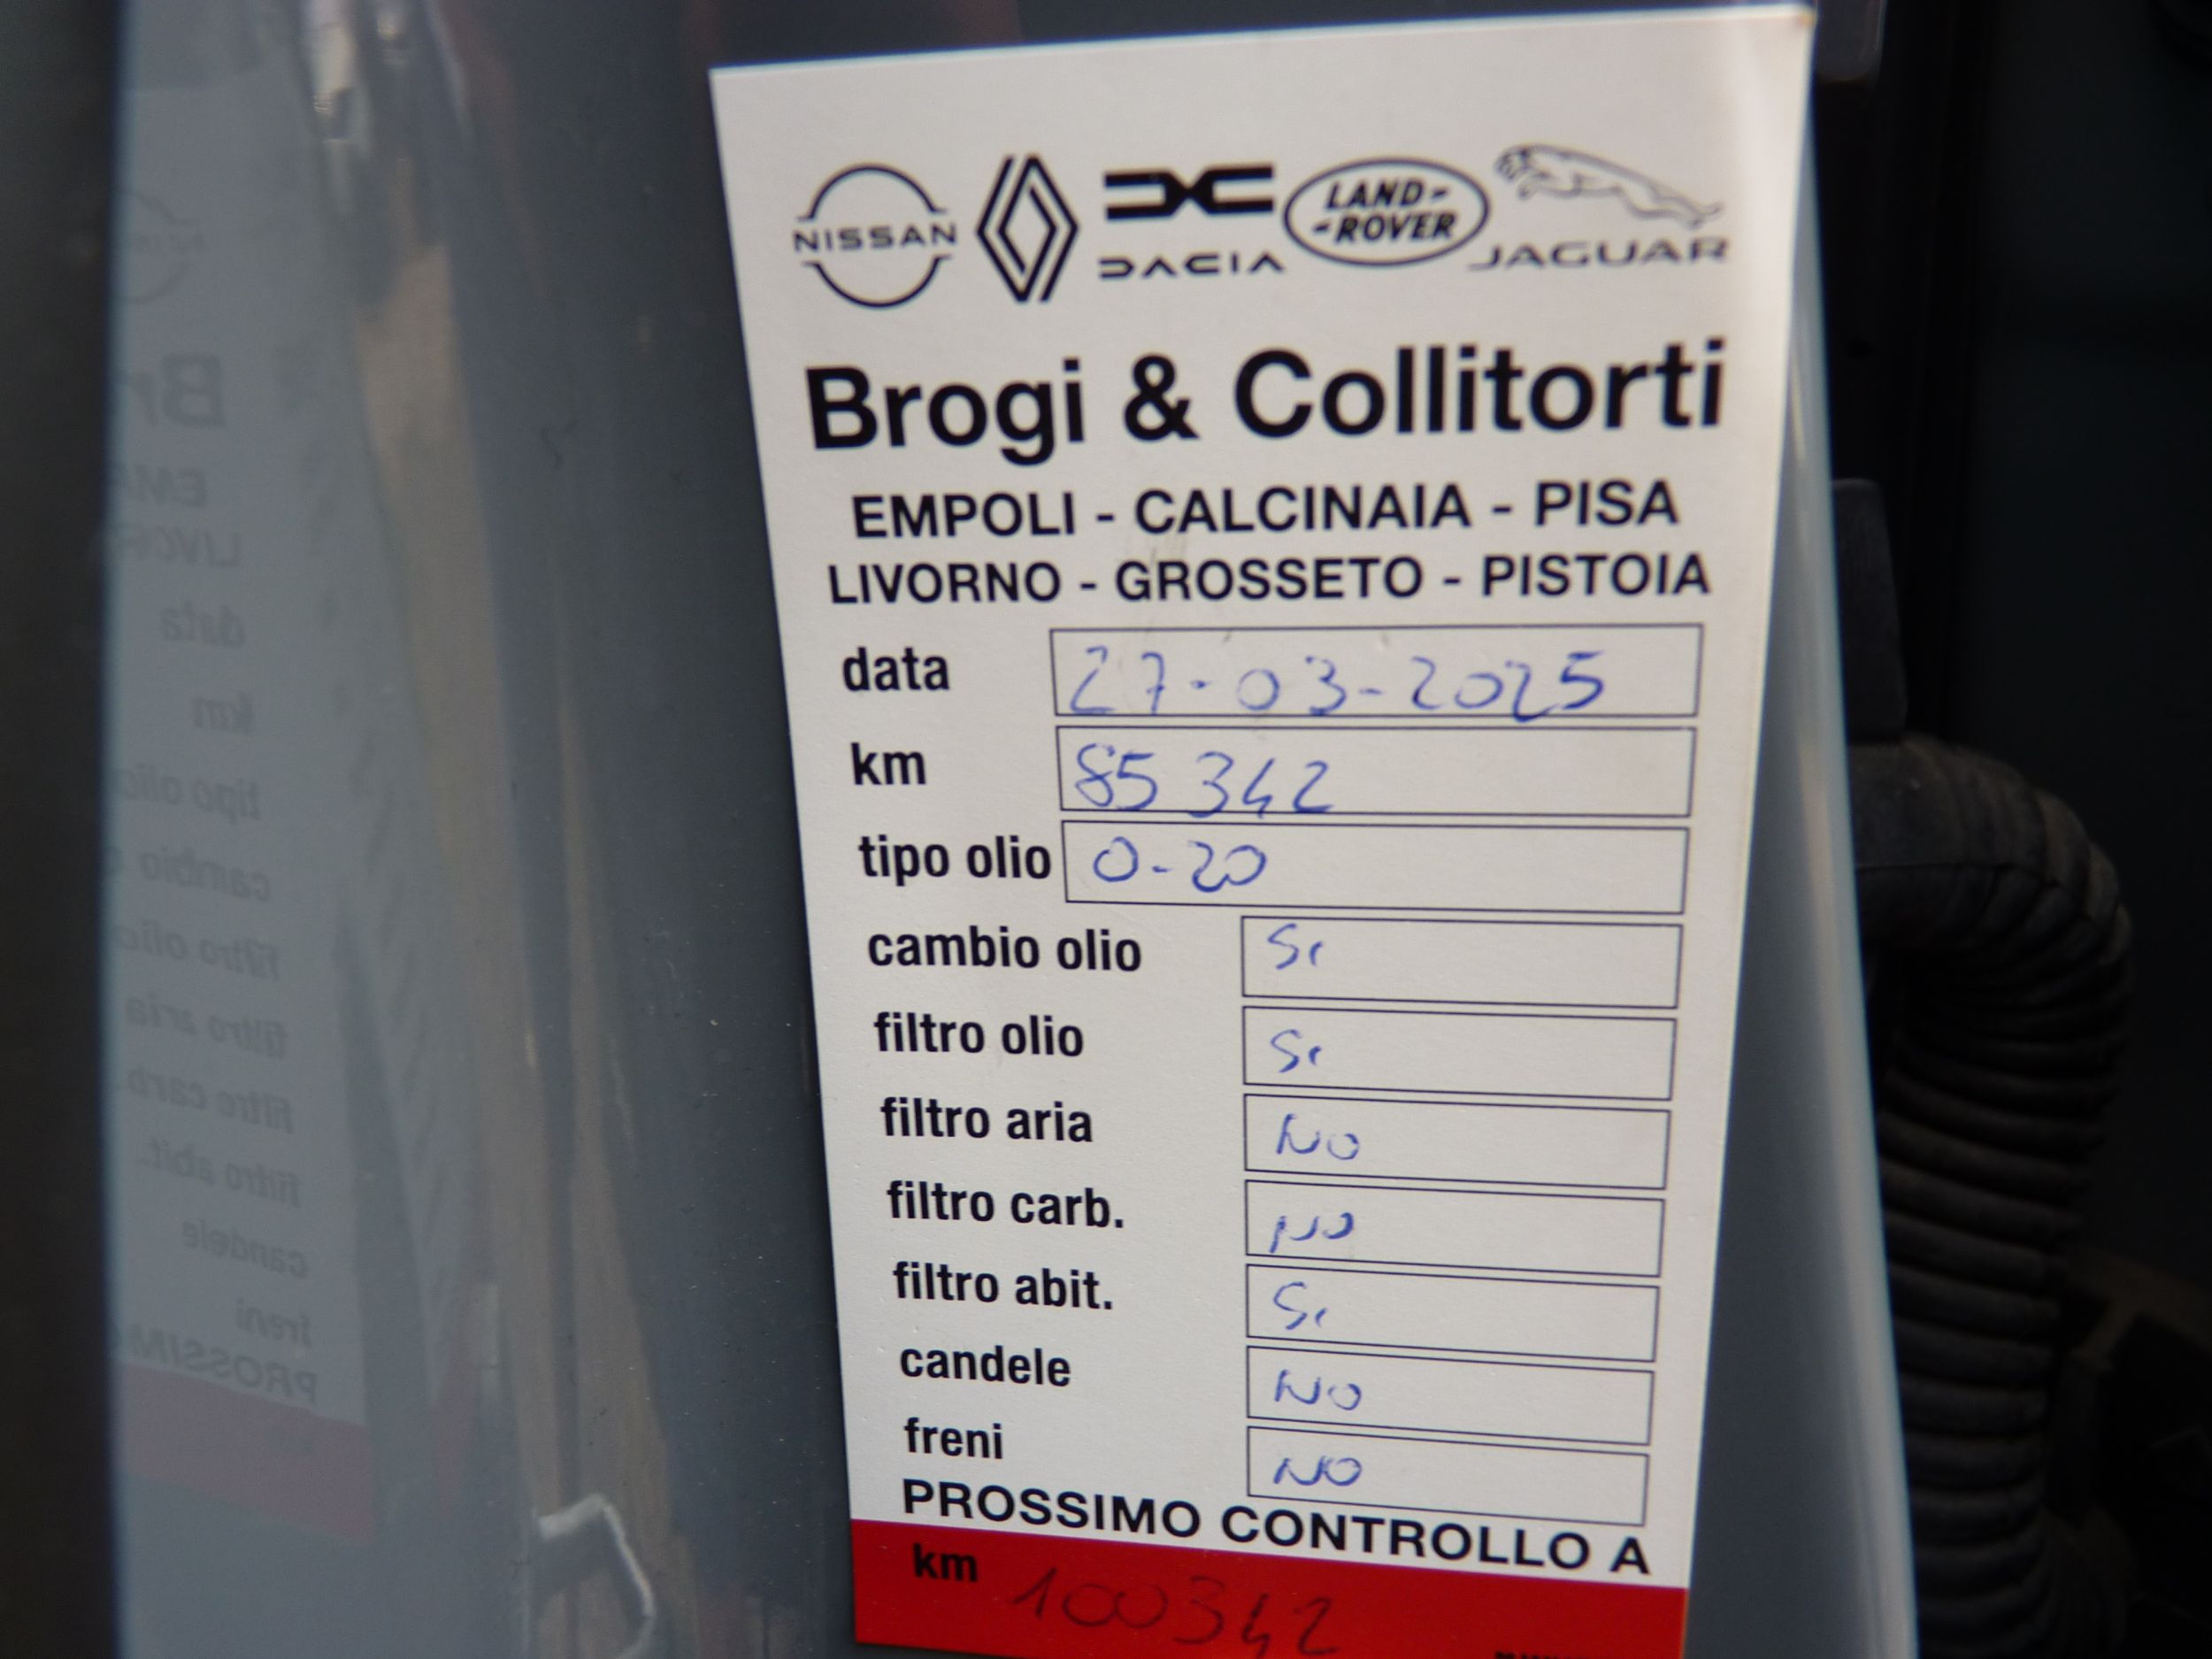 NISSAN DACIA LAND-ROVER JAGUAR
Brogi & Collitorti
EMPOLI - CALCINAIA - PISA
LIVORNO - GROSSETO - PISTOIA
data 27-03-2025
km 85342
tipo olio 0-20
cambio olio Si
filtro olio Si
filtro aria NO
filtro carb. NO
filtro abit. Si
candele NO
freni NO
PROSSIMO CONTROLLO A
km 100342